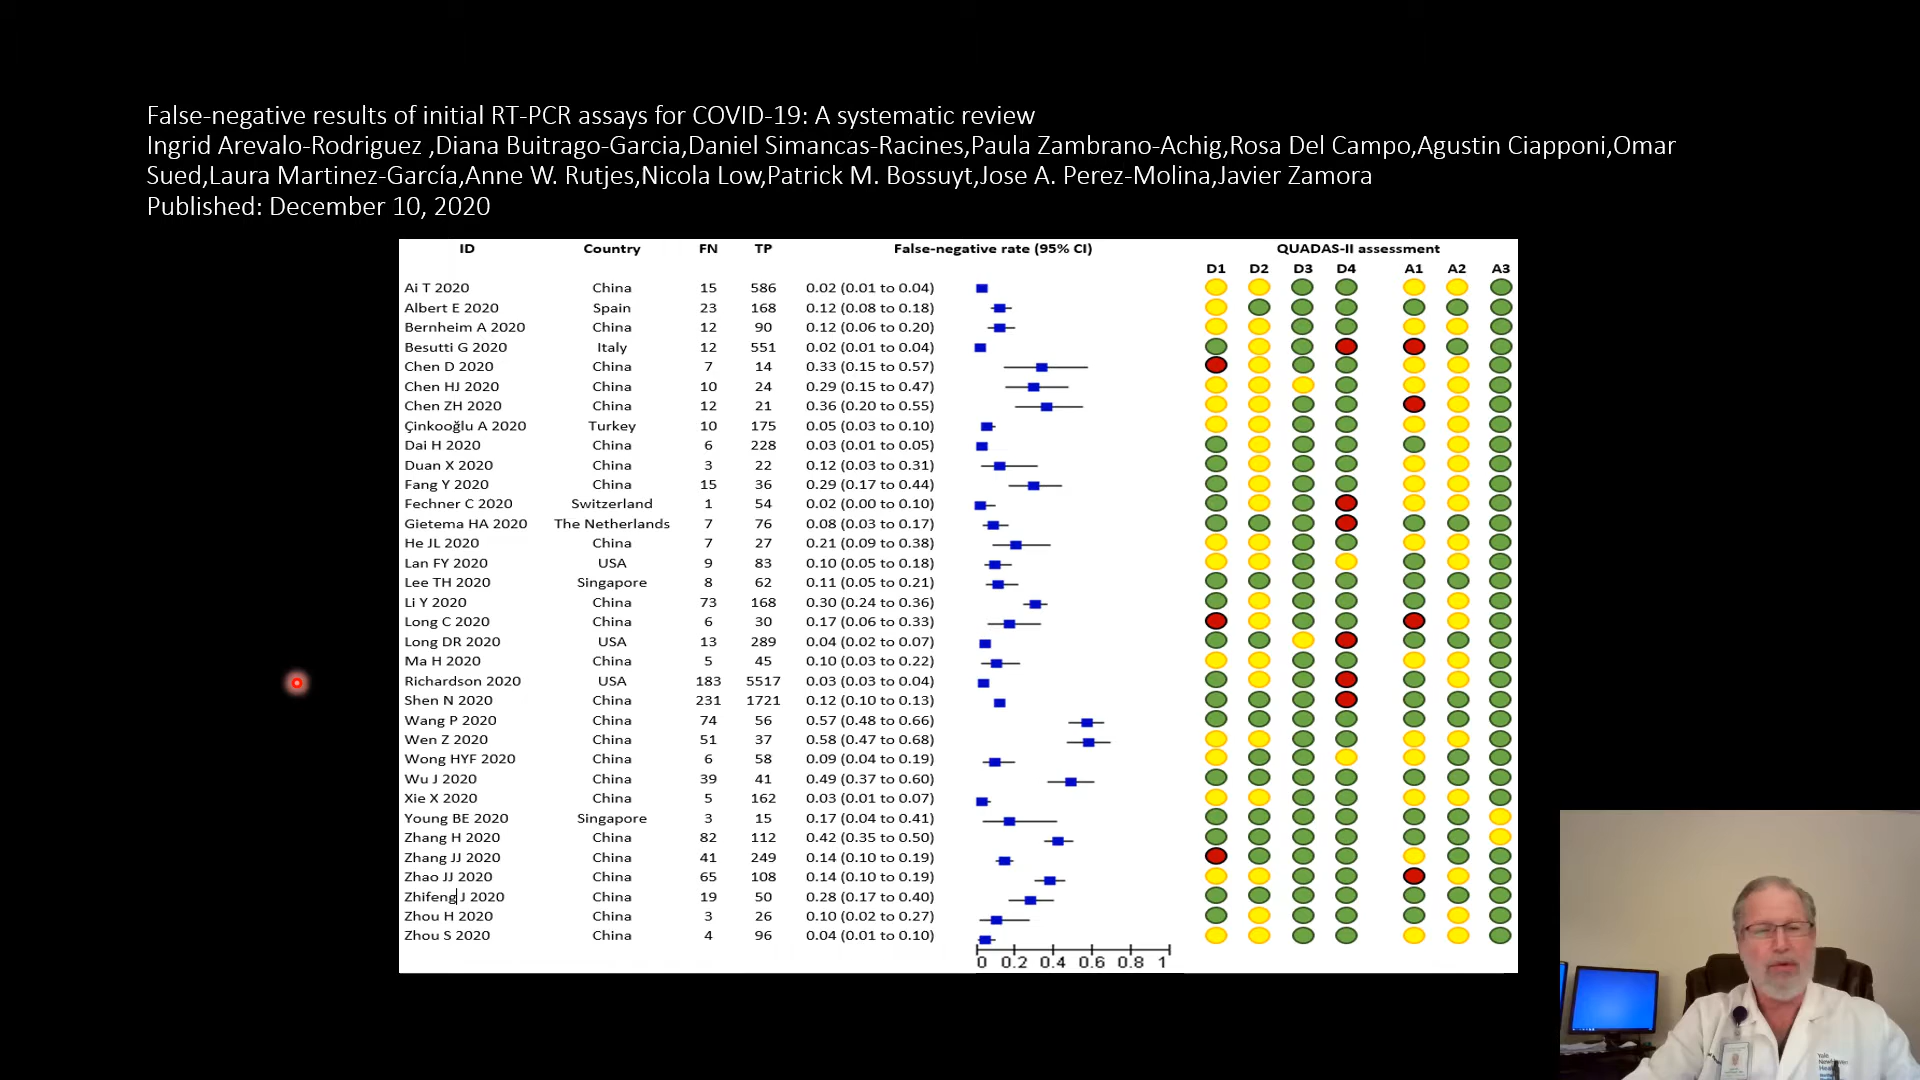 False-negative results of initial RT-PCR assays for COVID-19: A systematic review
Ingrid Arevalo-Rodriguez ,Diana Buitrago-Garcia,Daniel Simancas-Racines,Paula Zambrano-Achig,Rosa Del Campo,Agustin Ciapponi,Omar
Sued,Laura Martinez-García,Anne W. Rutjes,Nicola Low,Patrick M. Bossuyt,Jose A. Perez-Molina,Javier Zamora
Published: December 10, 2020
ID Country FN TP False-negative rate (95% CI) QUADAS-II assessment
D1 D2 D3 D4 A1 A2 A3
Ai T 2020 China 15 586 0.02 (0.01 to 0.04)
Albert E 2020 Spain 23 168 0.12 (0.08 to 0.18)
Bernheim A 2020 China 12 90 0.12 (0.06 to 0.20)
Besutti G 2020 Italy 12 551 0.02 (0.01 to 0.04)
Chen D 2020 China 7 14 0.33 (0.15 to 0.57)
Chen HJ 2020 China 10 24 0.29 (0.15 to 0.47)
Chen ZH 2020 China 12 21 0.36 (0.20 to 0.55)
Çinkooğlu A 2020 Turkey 10 175 0.05 (0.03 to 0.10)
Dai H 2020 China 6 228 0.03 (0.01 to 0.05)
Duan X 2020 China 3 22 0.12 (0.03 to 0.31)
Fang Y 2020 China 15 36 0.29 (0.17 to 0.44)
Fechner C 2020 Switzerland 1 54 0.02 (0.00 to 0.10)
Gietema HA 2020 The Netherlands 7 76 0.08 (0.03 to 0.17)
He JL 2020 China 7 27 0.21 (0.09 to 0.38)
Lan FY 2020 USA 9 83 0.10 (0.05 to 0.18)
Lee TH 2020 Singapore 8 62 0.11 (0.05 to 0.21)
Li Y 2020 China 73 168 0.30 (0.24 to 0.36)
Long C 2020 China 6 30 0.17 (0.06 to 0.33)
Long DR 2020 USA 13 289 0.04 (0.02 to 0.07)
Ma H 2020 China 5 45 0.10 (0.03 to 0.22)
Richardson 2020 USA 183 5517 0.03 (0.03 to 0.04)
Shen N 2020 China 231 1721 0.12 (0.10 to 0.13)
Wang P 2020 China 74 56 0.57 (0.48 to 0.66)
Wen Z 2020 China 51 37 0.58 (0.47 to 0.68)
Wong HYF 2020 China 6 58 0.09 (0.04 to 0.19)
Wu J 2020 China 39 41 0.49 (0.37 to 0.60)
Xie X 2020 China 5 162 0.03 (0.01 to 0.07)
Young BE 2020 Singapore 3 15 0.17 (0.04 to 0.41)
Zhang H 2020 China 82 112 0.42 (0.35 to 0.50)
Zhang JJ 2020 China 41 249 0.14 (0.10 to 0.19)
Zhao JJ 2020 China 65 108 0.14 (0.10 to 0.19)
Zhifeng J 2020 China 19 50 0.28 (0.17 to 0.40)
Zhou H 2020 China 3 26 0.10 (0.02 to 0.27)
Zhou S 2020 China 4 96 0.04 (0.01 to 0.10)
0 0.2 0.4 0.6 0.8 1
Yale